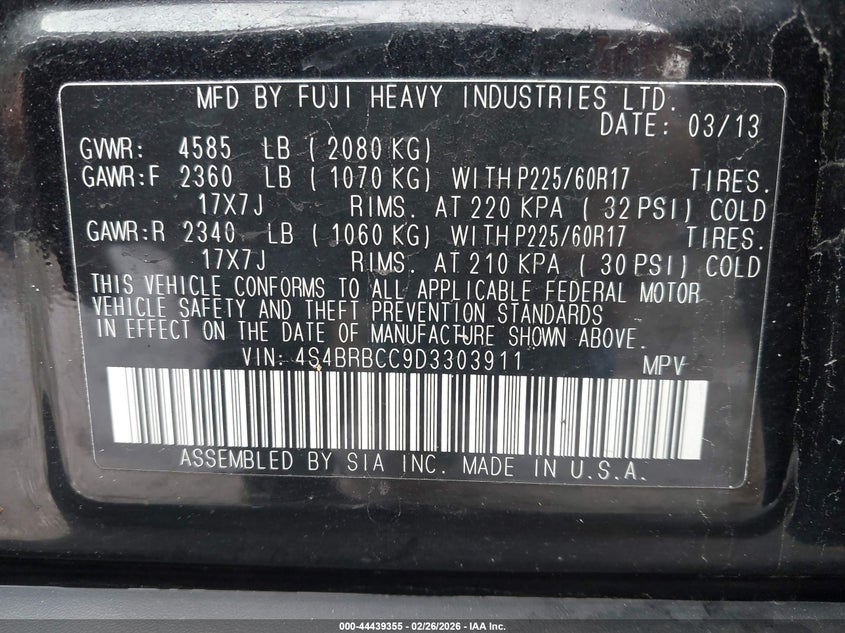 MFD BY FUJI HEAVY INDUSTRIES LTD.
DATE: 03/13
GVWR: 4585 LB ( 2080 KG)
GAWR:F 2360 LB ( 1070 KG) WITH P225/60R17 TIRES.
17X7J RIMS. AT 220 KPA ( 32 PSI) COLD
GAWR:R 2340 LB ( 1060 KG) WITH P225/60R17 TIRES.
17X7J RIMS. AT 210 KPA ( 30 PSI) COLD
THIS VEHICLE CONFORMS TO ALL APPLICABLE FEDERAL MOTOR
VEHICLE SAFETY AND THEFT PREVENTION STANDARDS
IN EFFECT ON THE DATE OF MANUFACTURE SHOWN ABOVE.
VIN: 4S4BRBCC9D3303911 MPV
ASSEMBLED BY SIA INC. MADE IN U.S.A.
000-44439355 - 02/26/2026 - IAA Inc.